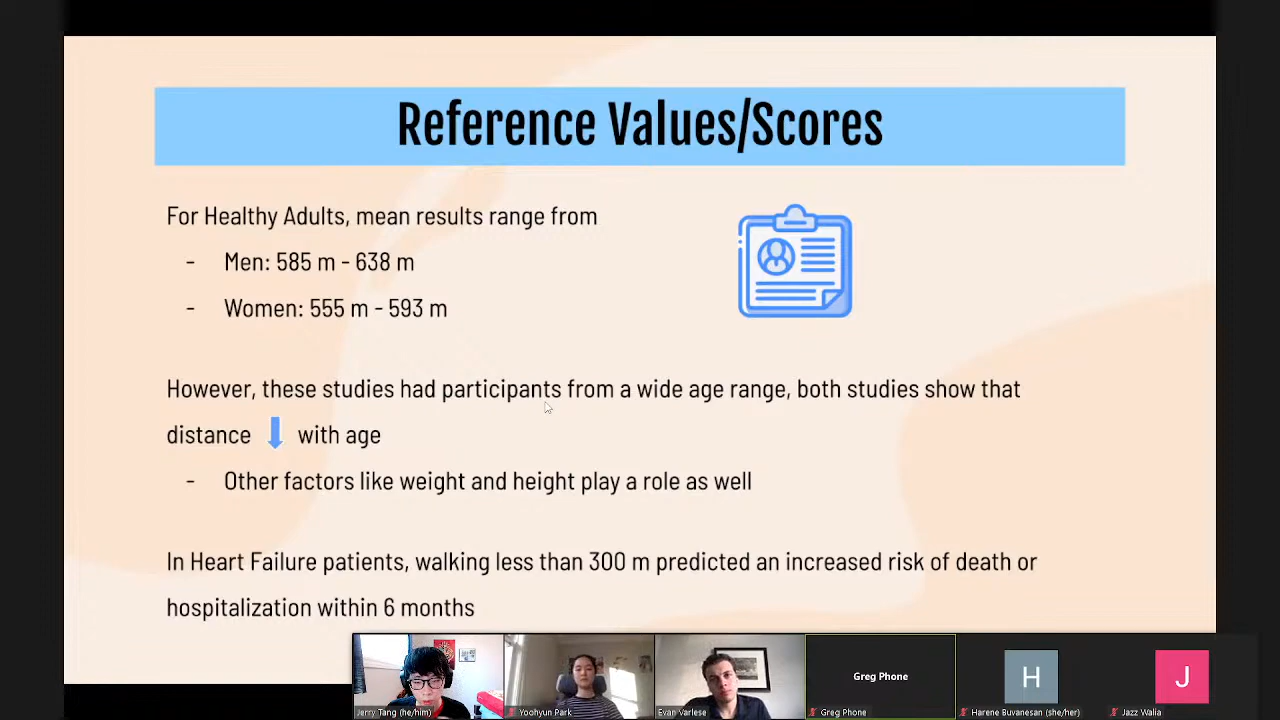 Reference Values/Scores
For Healthy Adults, mean results range from
- Men: 585 m - 638 m
- Women: 555 m - 593 m
However, these studies had participants from a wide age range, both studies show that
distance with age
- Other factors like weight and height play a role as well
In Heart Failure patients, walking less than 300 m predicted an increased risk of death or
hospitalization within 6 months
Greg Phone
H
J
Jerry Tang (he/him)
Yoohyun Park
Evan Varlese
Greg Phone
Harene Buvanesan (she/her)
Jazz Walia